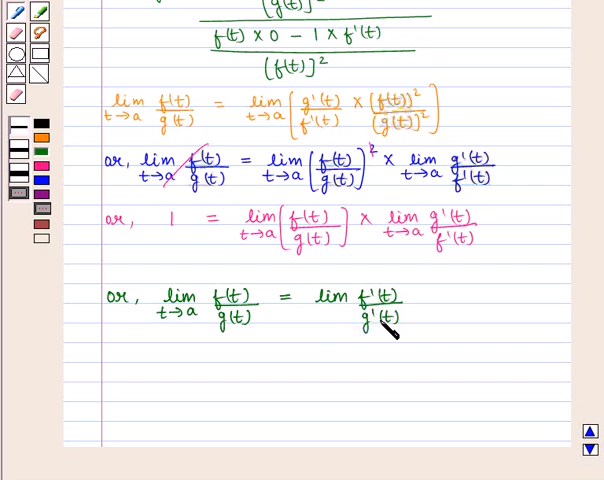 [g(t)]²
f(t) × 0 − 1 × f'(t)
[f(t)]²
lim t→a f(t)/g(t) = lim t→a [g'(t)/f'(t) × (f(t))²/(g(t))²]
or, lim t→a f(t)/g(t) = lim t→a [f(t)/g(t)]² × lim t→a g'(t)/f'(t)
or, 1 = lim t→a [f(t)/g(t)] × lim t→a g'(t)/f'(t)
or, lim t→a f(t)/g(t) = lim f'(t)/g'(t)